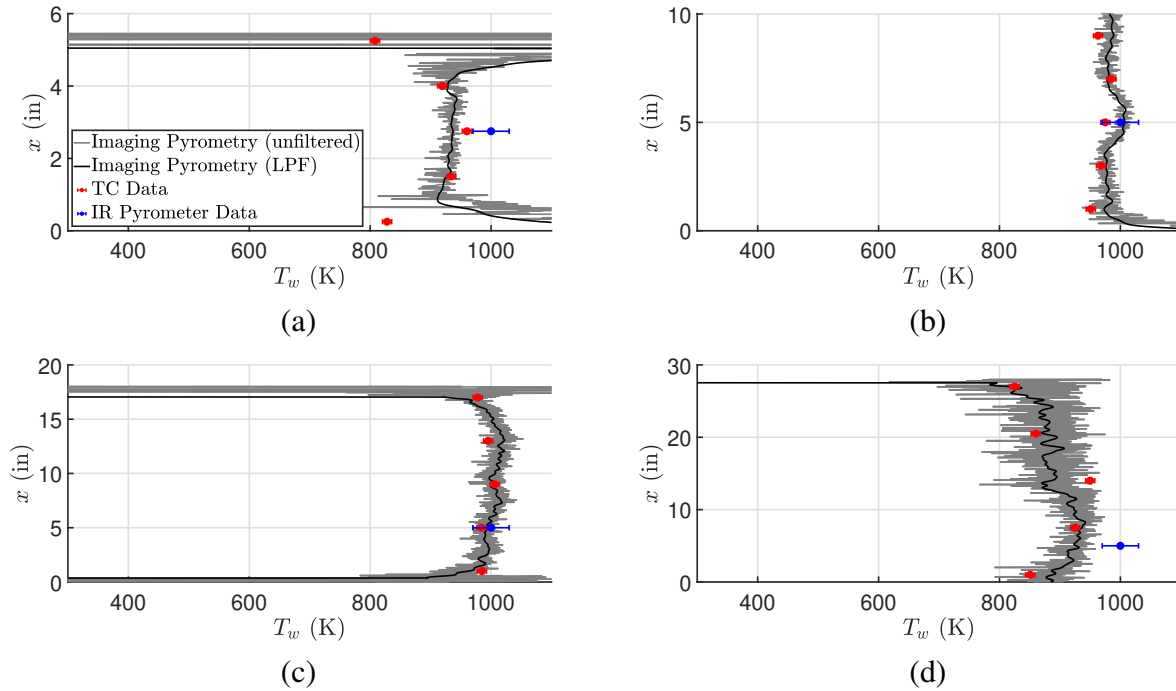 6
4
2
0
x (in)
Imaging Pyrometry (unfiltered)
Imaging Pyrometry (LPF)
TC Data
IR Pyrometer Data
400 600 800 1000
T_w (K)
(a)
10
5
0
x (in)
400 600 800 1000
T_w (K)
(b)
20
15
10
5
0
x (in)
400 600 800 1000
T_w (K)
(c)
30
20
10
0
x (in)
400 600 800 1000
T_w (K)
(d)